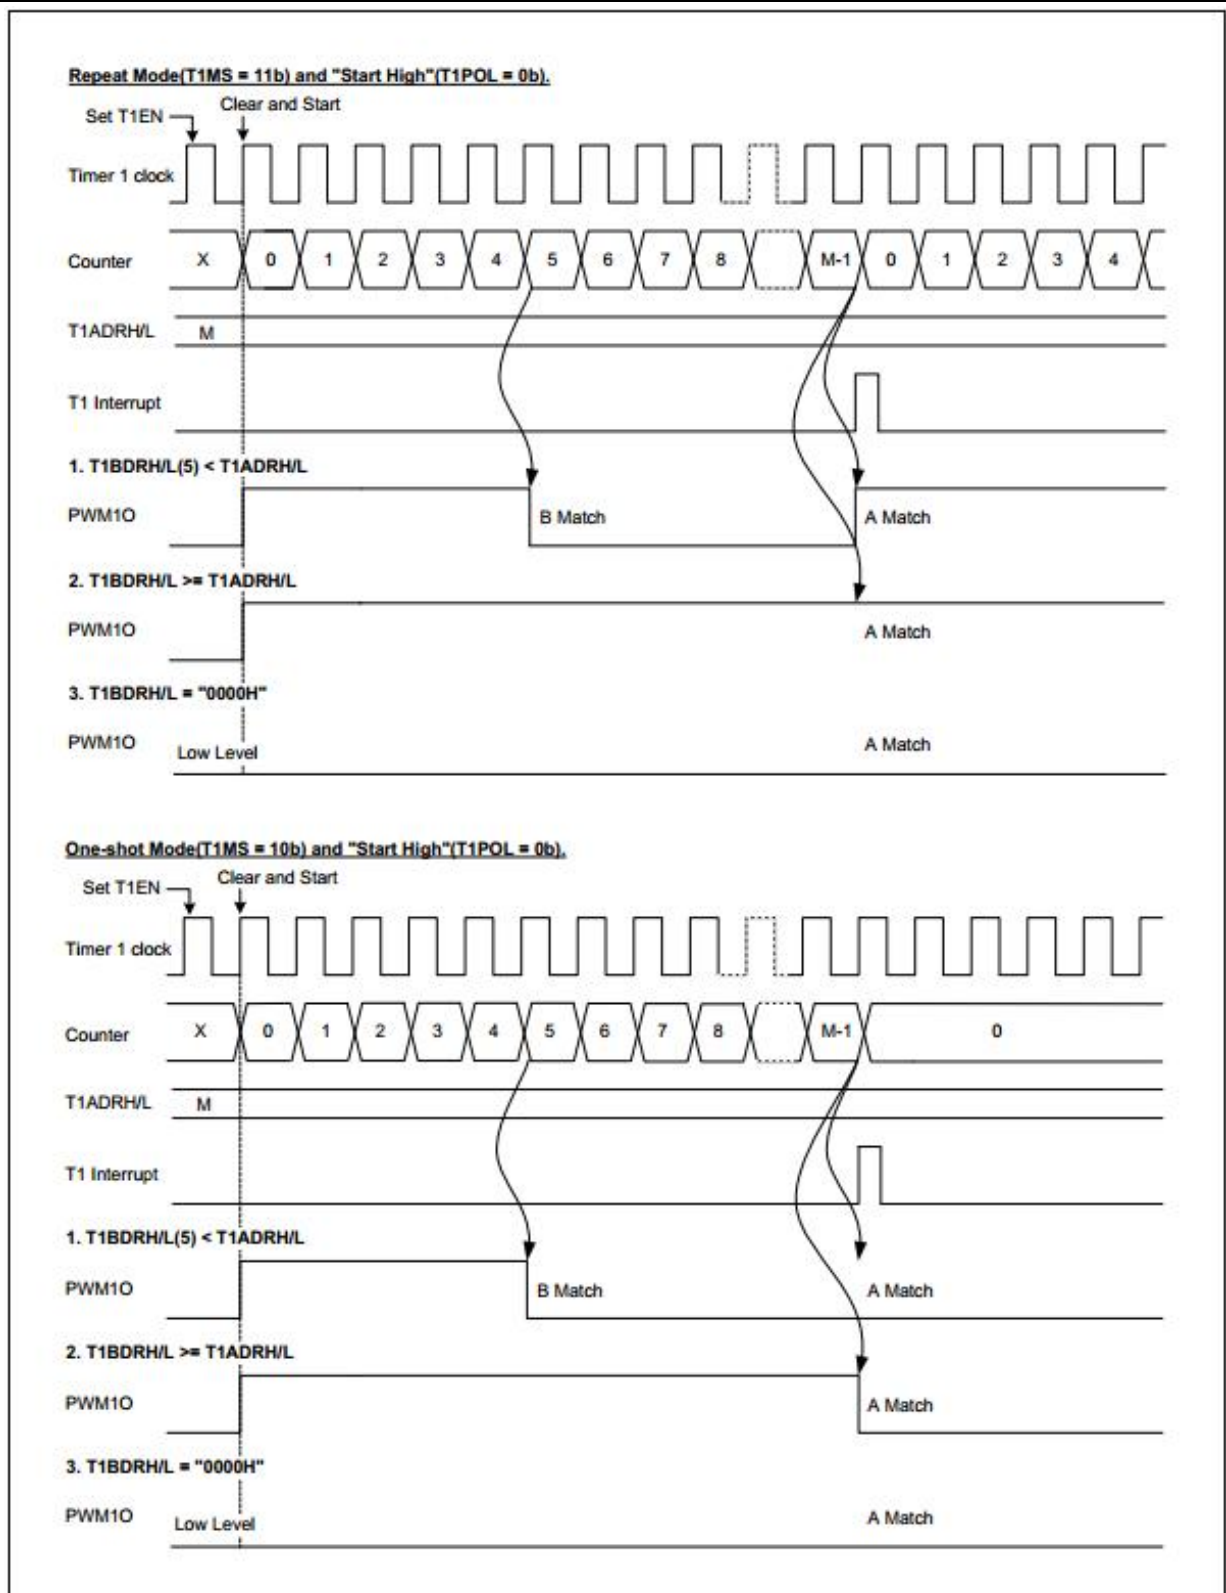 Repeat Mode(T1MS = 11b) and "Start High"(T1POL = 0b).
Set T1EN
Clear and Start
Timer 1 clock
Counter X 0 1 2 3 4 5 6 7 8 M-1 0 1 2 3 4
T1ADRH/L M
T1 Interrupt
1. T1BDRH/L(5) < T1ADRH/L
PWM1O B Match A Match
2. T1BDRH/L >= T1ADRH/L
PWM1O A Match
3. T1BDRH/L = "0000H"
PWM1O Low Level A Match
One-shot Mode(T1MS = 10b) and "Start High"(T1POL = 0b).
Set T1EN
Clear and Start
Timer 1 clock
Counter X 0 1 2 3 4 5 6 7 8 M-1 0
T1ADRH/L M
T1 Interrupt
1. T1BDRH/L(5) < T1ADRH/L
PWM1O B Match A Match
2. T1BDRH/L >= T1ADRH/L
PWM1O A Match
3. T1BDRH/L = "0000H"
PWM1O Low Level A Match